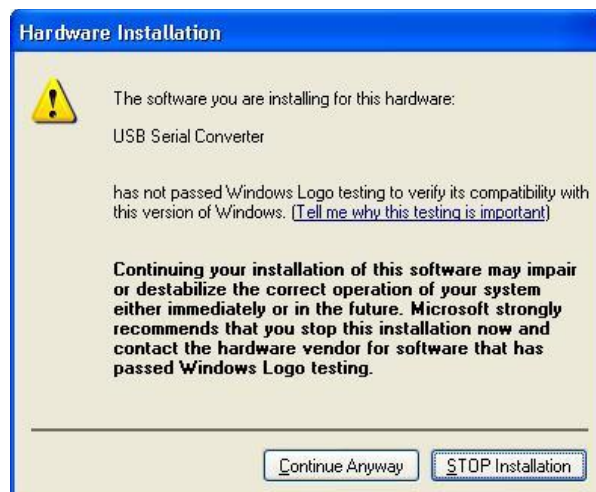 Hardware Installation
The software you are installing for this hardware:
USB Serial Converter
has not passed Windows Logo testing to verify its compatibility with
this version of Windows. (Tell me why this testing is important)
Continuing your installation of this software may impair
or destabilize the correct operation of your system
either immediately or in the future. Microsoft strongly
recommends that you stop this installation now and
contact the hardware vendor for software that has
passed Windows Logo testing.
Continue Anyway STOP Installation